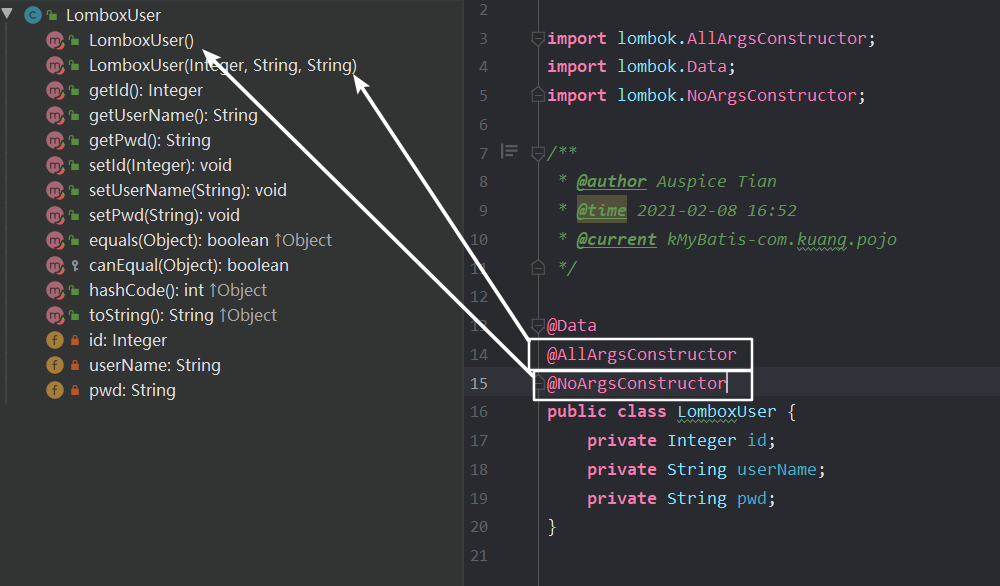 LomboxUser
LomboxUser()
LomboxUser(Integer, String, String)
getId(): Integer
getUserName(): String
getPwd(): String
setId(Integer): void
setUserName(String): void
setPwd(String): void
equals(Object): boolean ↑Object
canEqual(Object): boolean
hashCode(): int ↑Object
toString(): String ↑Object
id: Integer
userName: String
pwd: String
2
3 import lombok.AllArgsConstructor;
4 import lombok.Data;
5 import lombok.NoArgsConstructor;
6
7 /**
8 * @author Auspice Tian
9 * @time 2021-02-08 16:52
10 * @current kMyBatis-com.kuang.pojo
11 */
12
13 @Data
14 @AllArgsConstructor
15 @NoArgsConstructor
16 public class LomboxUser {
17 private Integer id;
18 private String userName;
19 private String pwd;
20 }
21